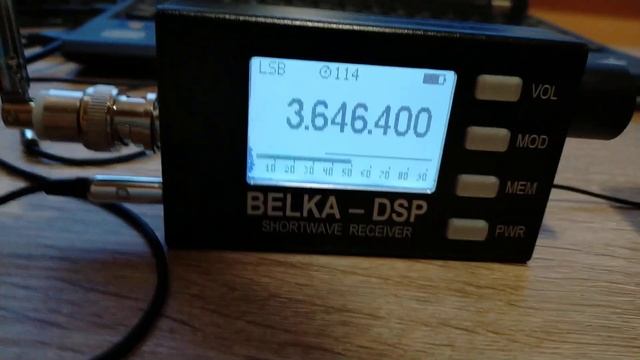 LSB 114
3.646.400
10 20 30 40 50 60 70 80 90
VOL
MOD
MEM
PWR
BELKA – DSP
SHORTWAVE RECEIVER